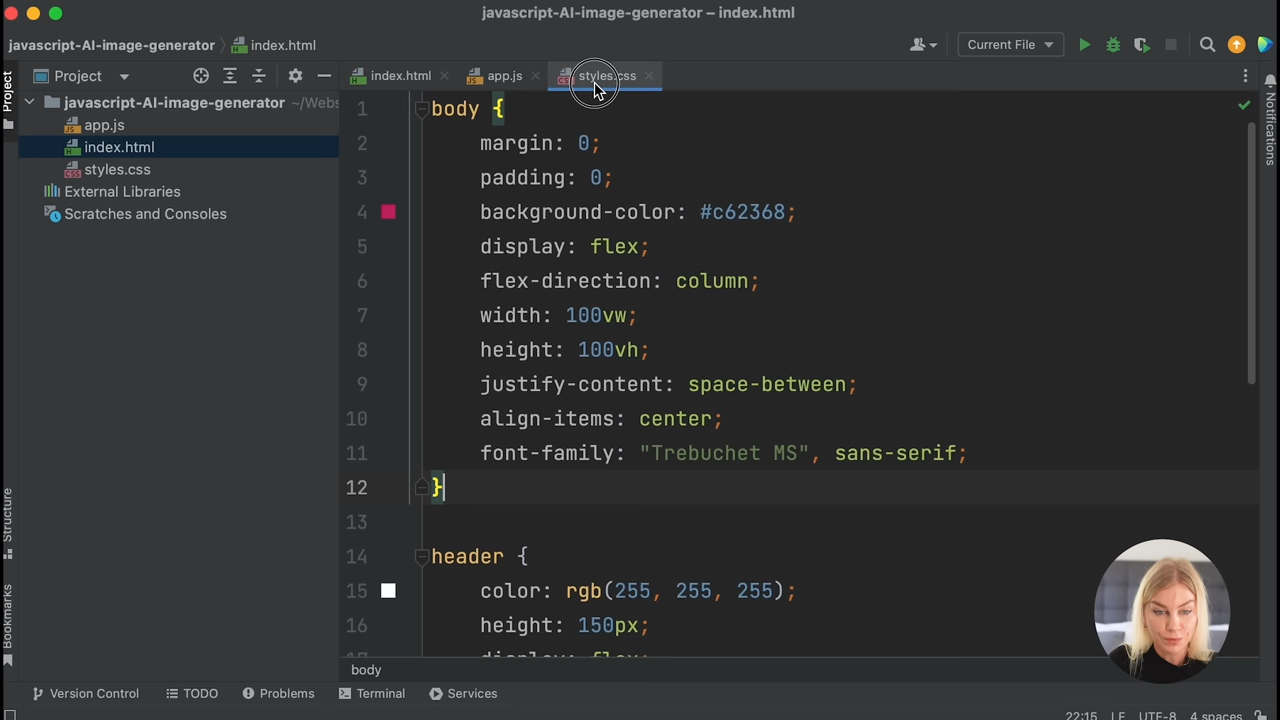 javascript-AI-image-generator – index.html
javascript-AI-image-generator
index.html
Current File
Project
Project
index.html
app.js
styles.css
Notifications
javascript-AI-image-generator ~/Webs
app.js
index.html
styles.css
External Libraries
Scratches and Consoles
1 body {
2 margin: 0;
3 padding: 0;
4 background-color: #c62368;
5 display: flex;
6 flex-direction: column;
7 width: 100vw;
8 height: 100vh;
9 justify-content: space-between;
10 align-items: center;
11 font-family: "Trebuchet MS", sans-serif;
12 }
13
14 header {
15 color: rgb(255, 255, 255);
16 height: 150px;
17 display: flex;
Structure
Bookmarks
body
Version Control
TODO
Problems
Terminal
Services
22:15 LF UTF-8 4 spaces